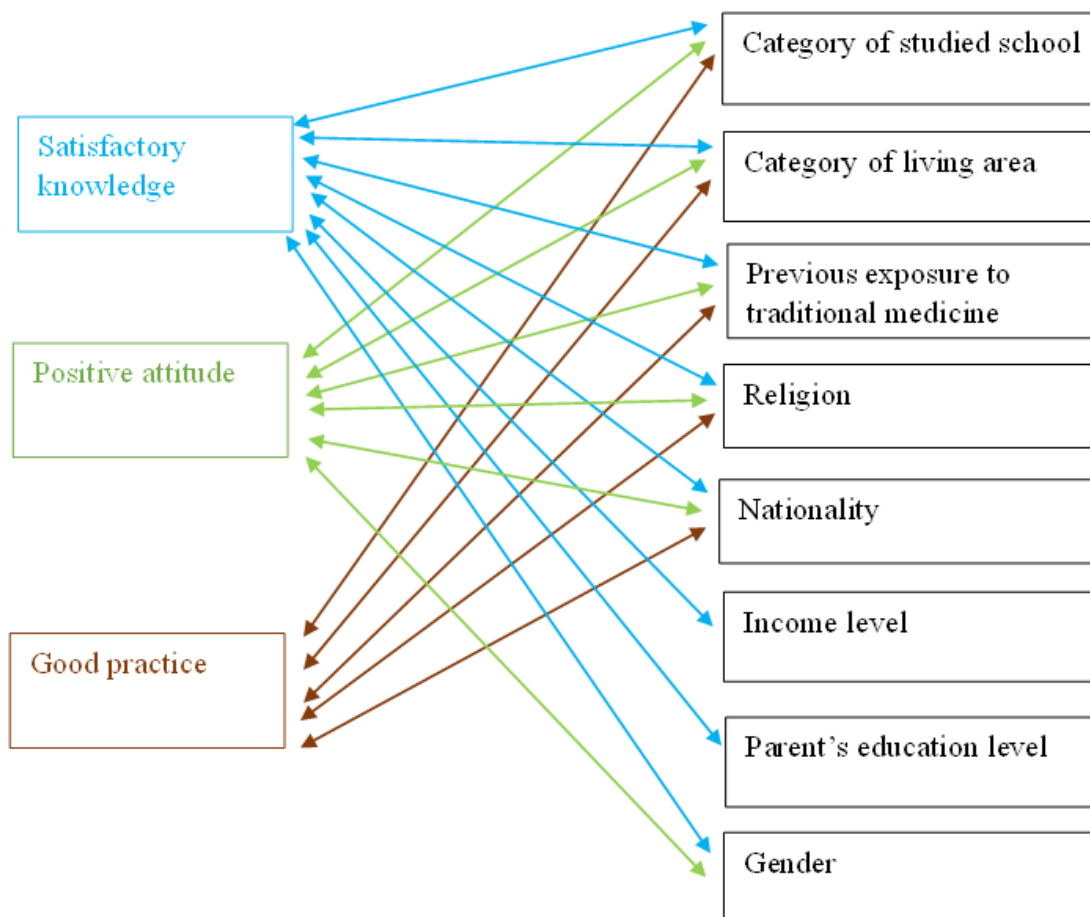 Satisfactory
knowledge
Positive attitude
Good practice
Category of studied school
Category of living area
Previous exposure to
traditional medicine
Religion
Nationality
Income level
Parent's education level
Gender